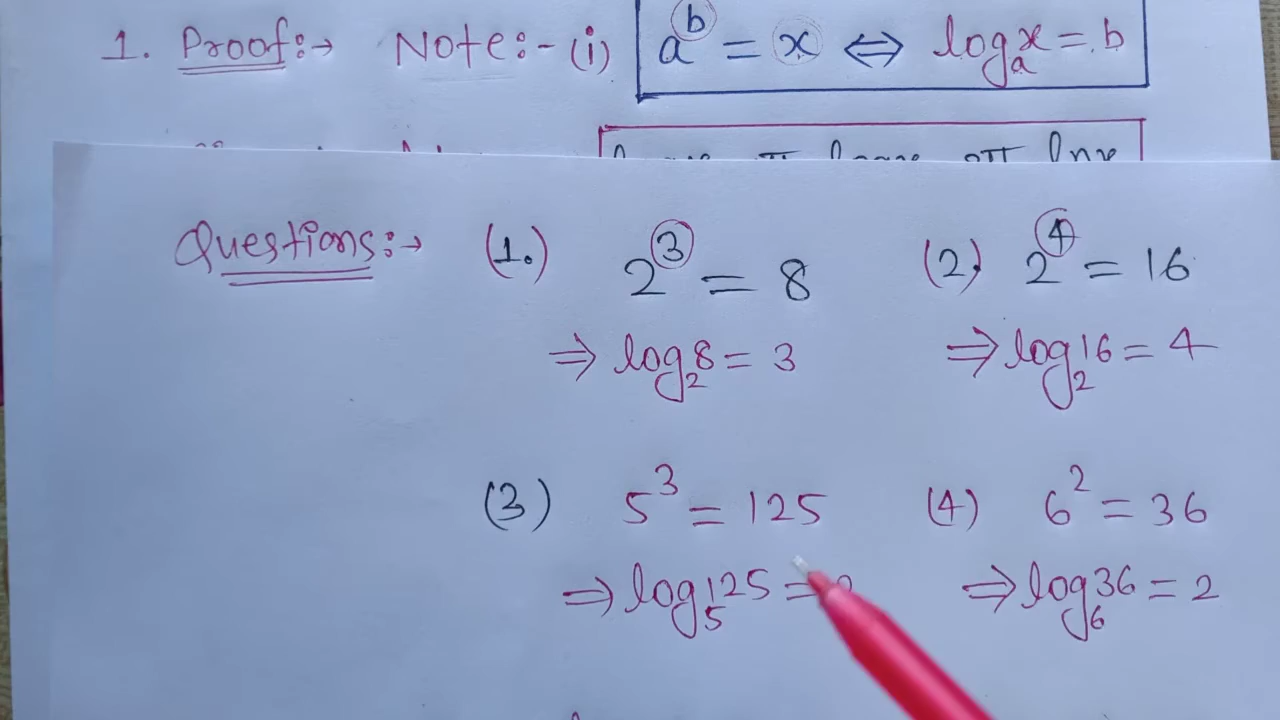 1. Proof:→ Note:- (i) a^b = x ⇔ log_a x = b
Questions:→ (1.) 2^3 = 8 (2) 2^4 = 16
⇒ log_2 8 = 3 ⇒ log_2 16 = 4
(3) 5^3 = 125 (4) 6^2 = 36
⇒ log_5 125 = ⇒ log_6 36 = 2